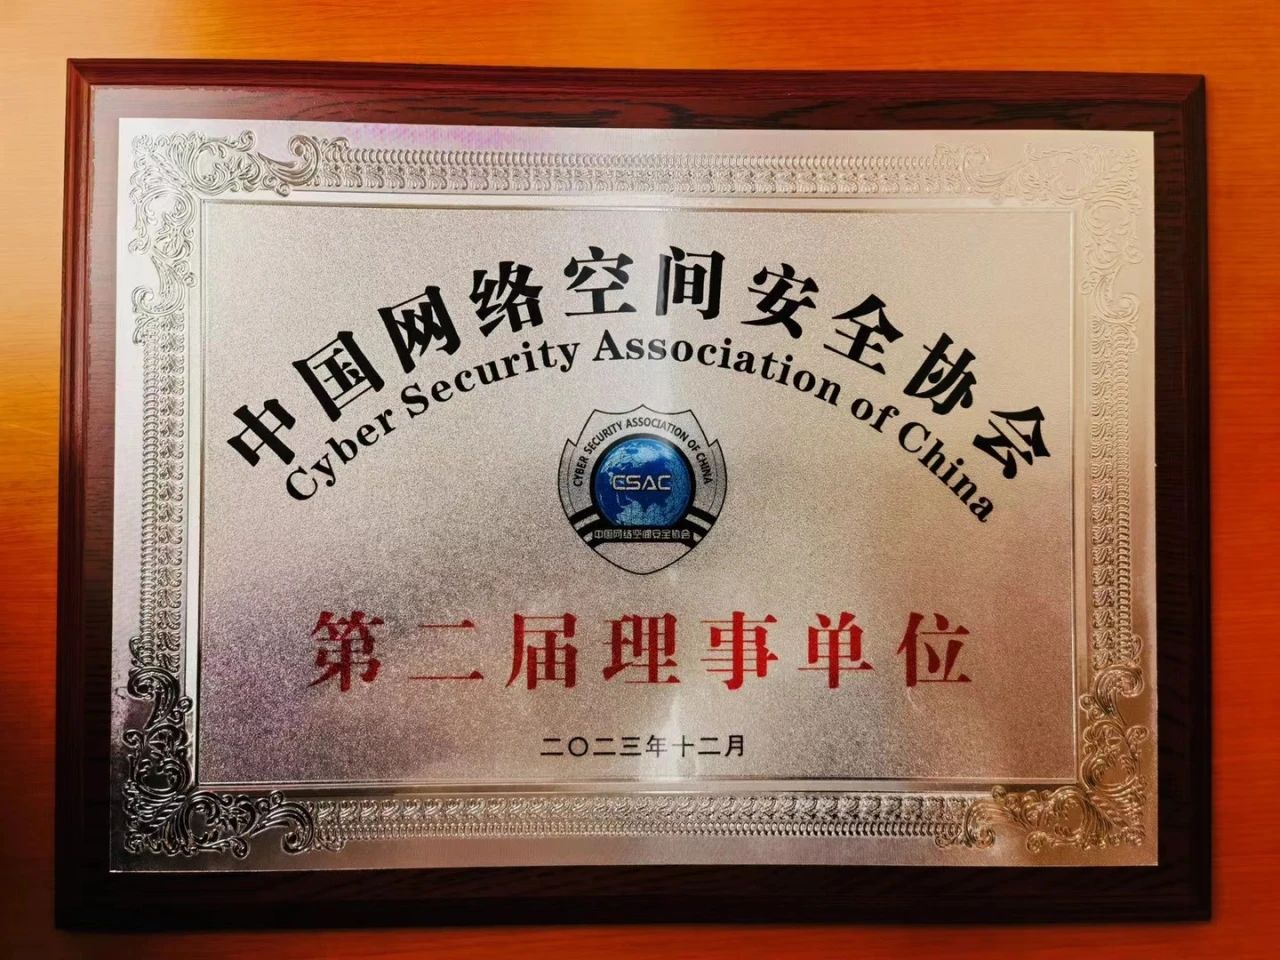 中国网络空间安全协会
Cyber Security Association of China
CYBER SECURITY ASSOCIATION OF CHINA
CSAC
中国网络空间安全协会
第二届理事单位
二〇二三年十二月